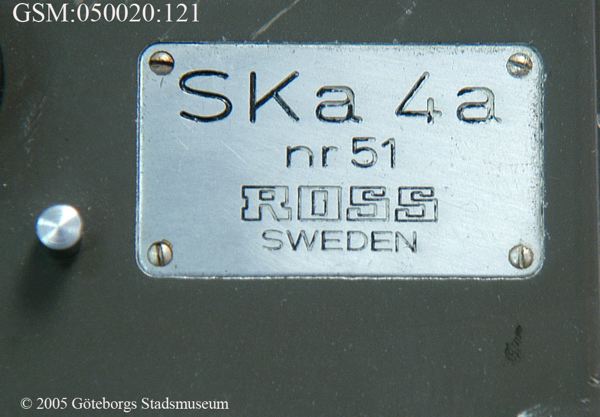 GSM:050020:121
SKa 4a
nr 51
ROSS
SWEDEN
© 2005 Göteborgs Stadsmuseum